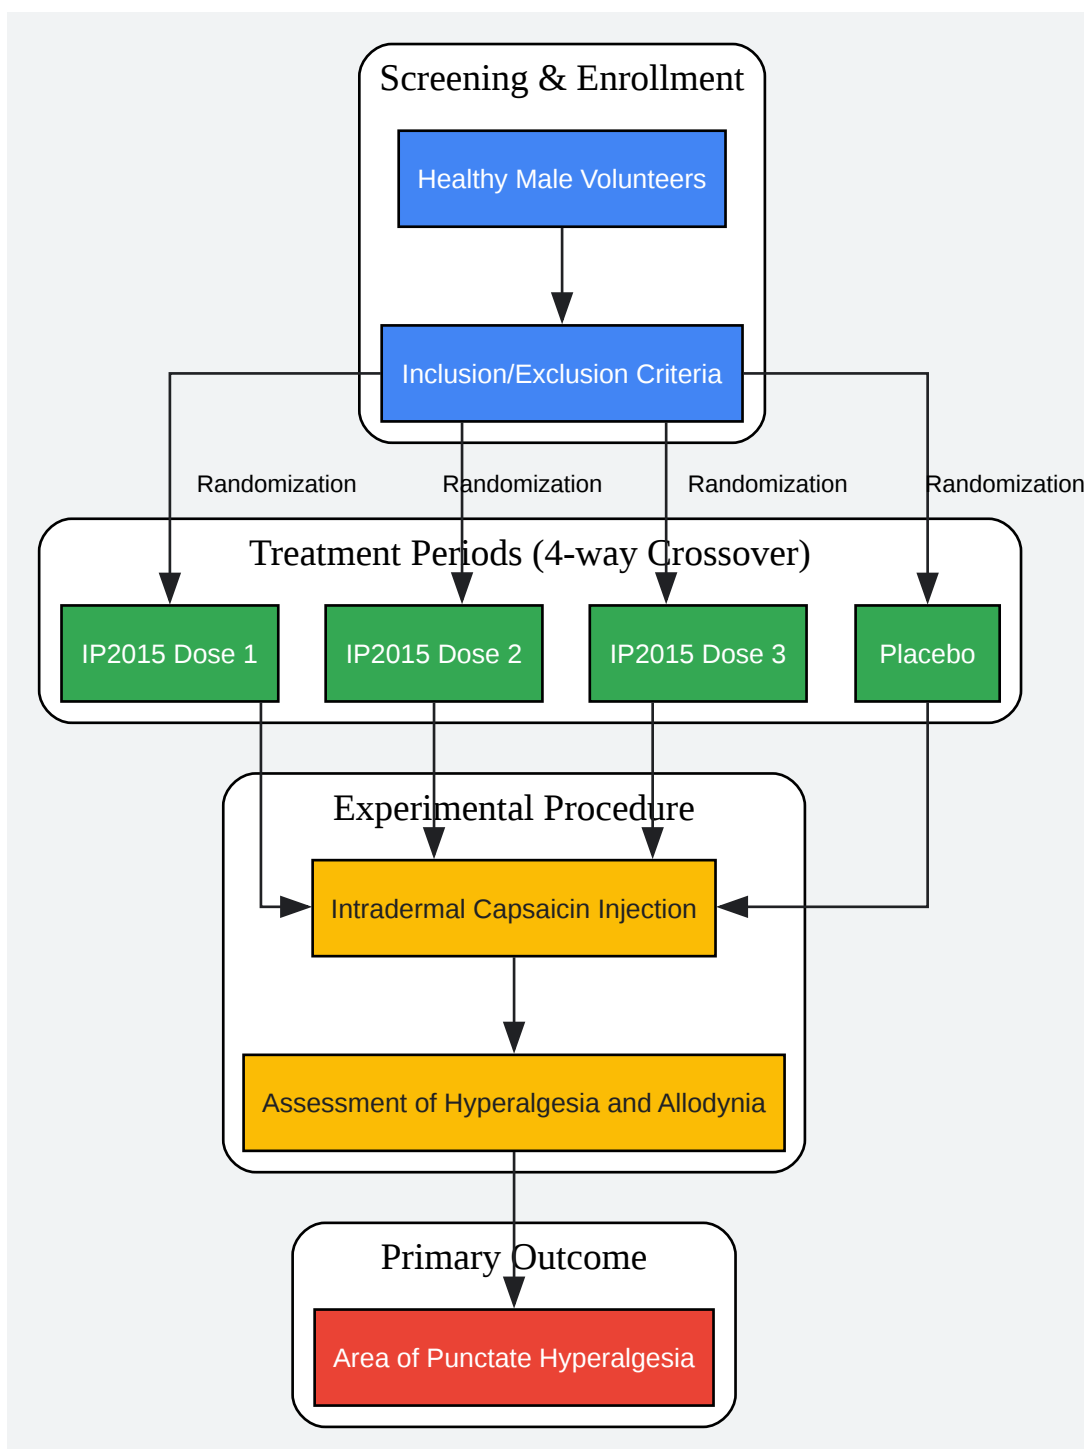 Screening & Enrollment
Healthy Male Volunteers
Inclusion/Exclusion Criteria
Randomization
Randomization
Randomization
Randomization
Treatment Periods (4-way Crossover)
IP2015 Dose 1
IP2015 Dose 2
IP2015 Dose 3
Placebo
Experimental Procedure
Intradermal Capsaicin Injection
Assessment of Hyperalgesia and Allodynia
Primary Outcome
Area of Punctate Hyperalgesia